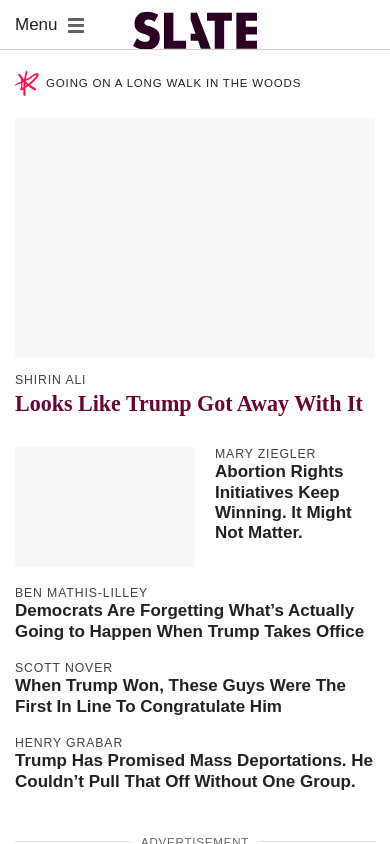 Menu
SLATE
GOING ON A LONG WALK IN THE WOODS
SHIRIN ALI
Looks Like Trump Got Away With It
MARY ZIEGLER
Abortion Rights
Initiatives Keep
Winning. It Might
Not Matter.
BEN MATHIS-LILLEY
Democrats Are Forgetting What’s Actually
Going to Happen When Trump Takes Office
SCOTT NOVER
When Trump Won, These Guys Were The
First In Line To Congratulate Him
HENRY GRABAR
Trump Has Promised Mass Deportations. He
Couldn’t Pull That Off Without One Group.
ADVERTISEMENT